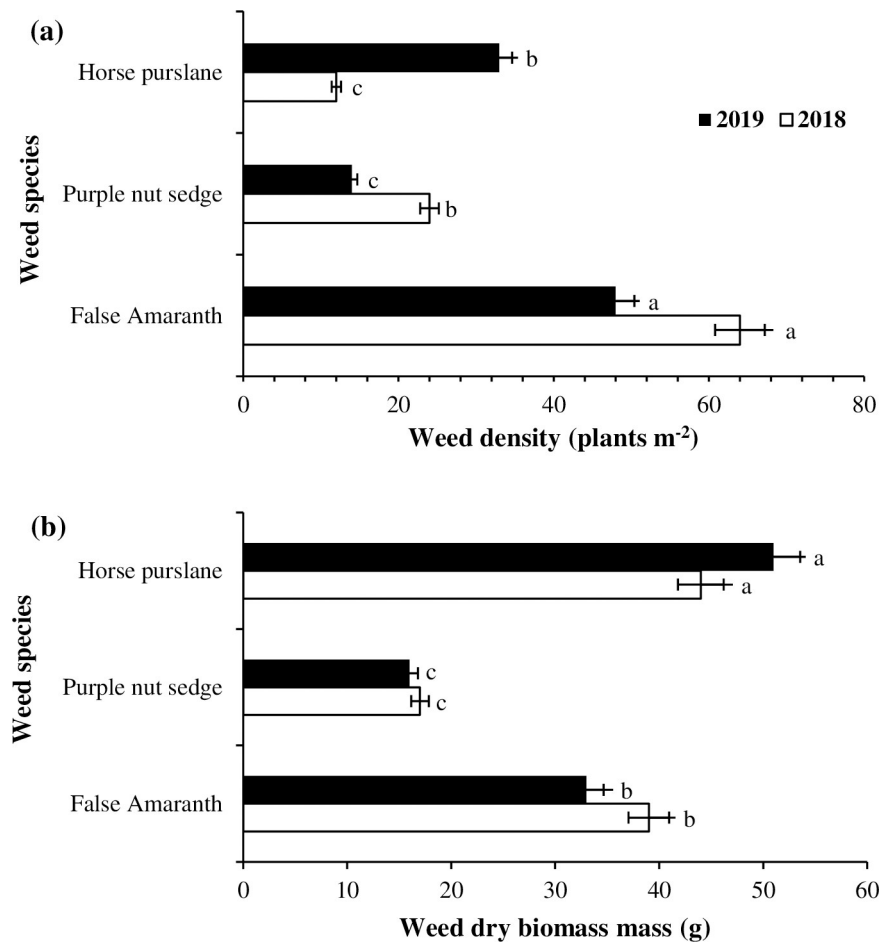 (a)
Weed species
Horse purslane
b
c
2019 2018
Purple nut sedge
c
b
False Amaranth
a
a
0 20 40 60 80
Weed density (plants m⁻²)
(b)
Weed species
Horse purslane
a
a
Purple nut sedge
c
c
False Amaranth
b
b
0 10 20 30 40 50 60
Weed dry biomass mass (g)